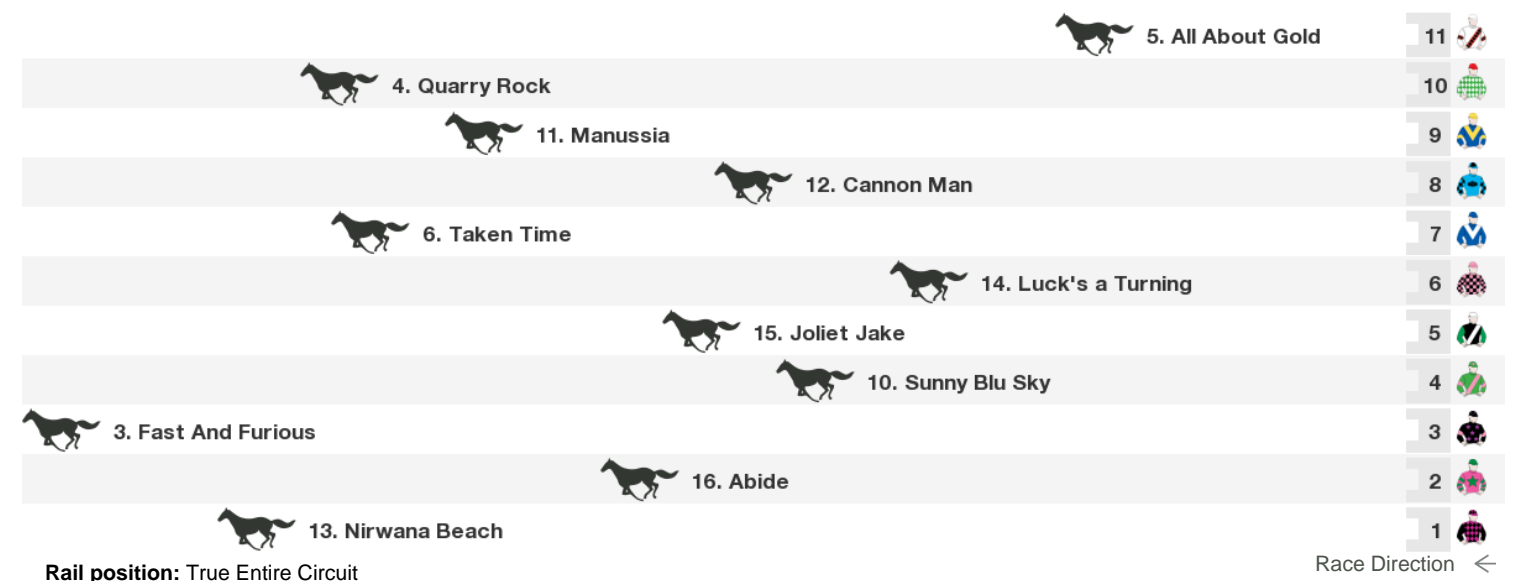 5. All About Gold 11
4. Quarry Rock 10
11. Manussia 9
12. Cannon Man 8
6. Taken Time 7
14. Luck's a Turning 6
15. Joliet Jake 5
10. Sunny Blu Sky 4
3. Fast And Furious 3
16. Abide 2
13. Nirwana Beach 1
Race Direction ←
Rail position: True Entire Circuit